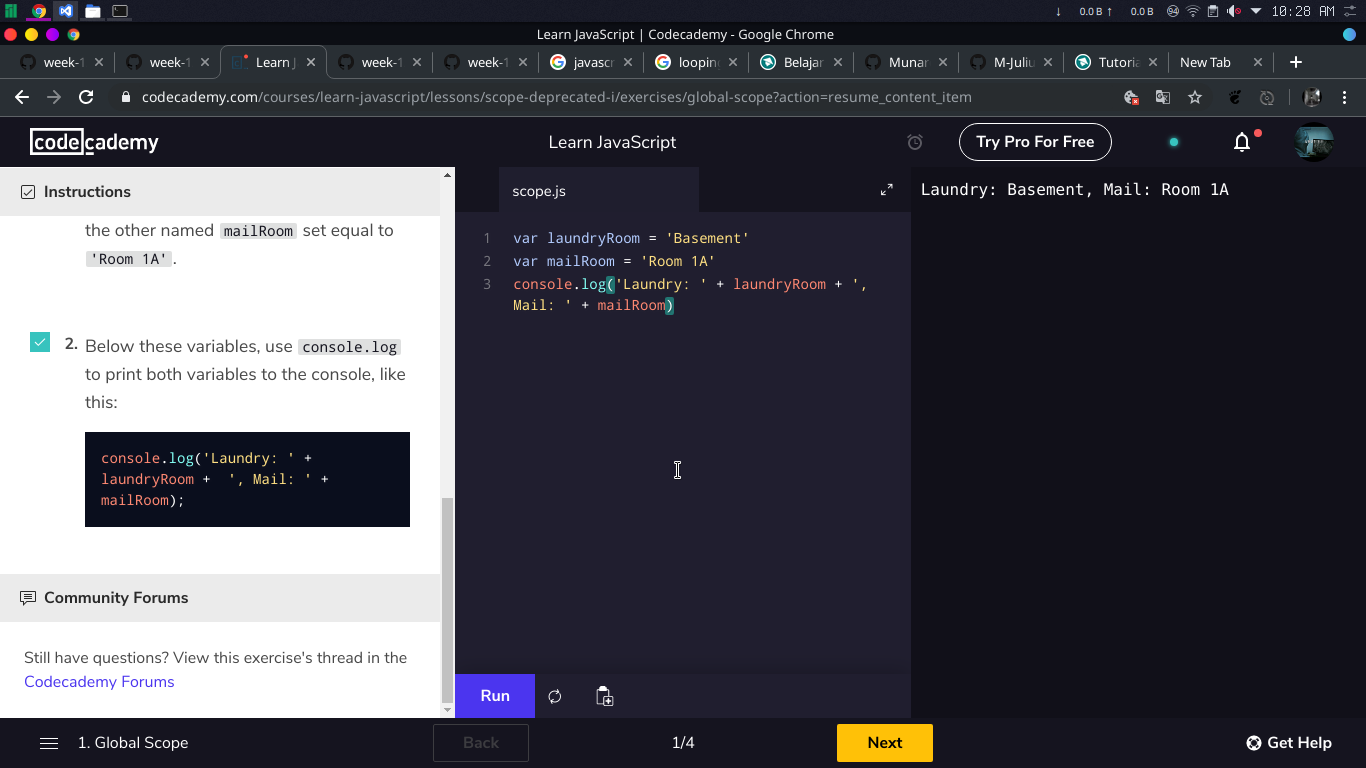 ↓ 0.0 B ↑ 0.0 B 10:28 AM
Learn JavaScript | Codecademy - Google Chrome
week-1 week-1 Learn J week-1 week-1 javascr looping Belajar Munar M-Juliu Tutoria New Tab
codecademy.com/courses/learn-javascript/lessons/scope-deprecated-i/exercises/global-scope?action=resume_content_item
codecademy Learn JavaScript Try Pro For Free
Instructions
the other named mailRoom set equal to
'Room 1A' .
2. Below these variables, use console.log
to print both variables to the console, like
this:
console.log('Laundry: ' +
laundryRoom +  ', Mail: ' +
mailRoom);
Community Forums
Still have questions? View this exercise's thread in the
Codecademy Forums
scope.js
1 var laundryRoom = 'Basement'
2 var mailRoom = 'Room 1A'
3 console.log('Laundry: ' + laundryRoom + ',
Mail: ' + mailRoom)
Laundry: Basement, Mail: Room 1A
Run
1. Global Scope Back 1/4 Next Get Help